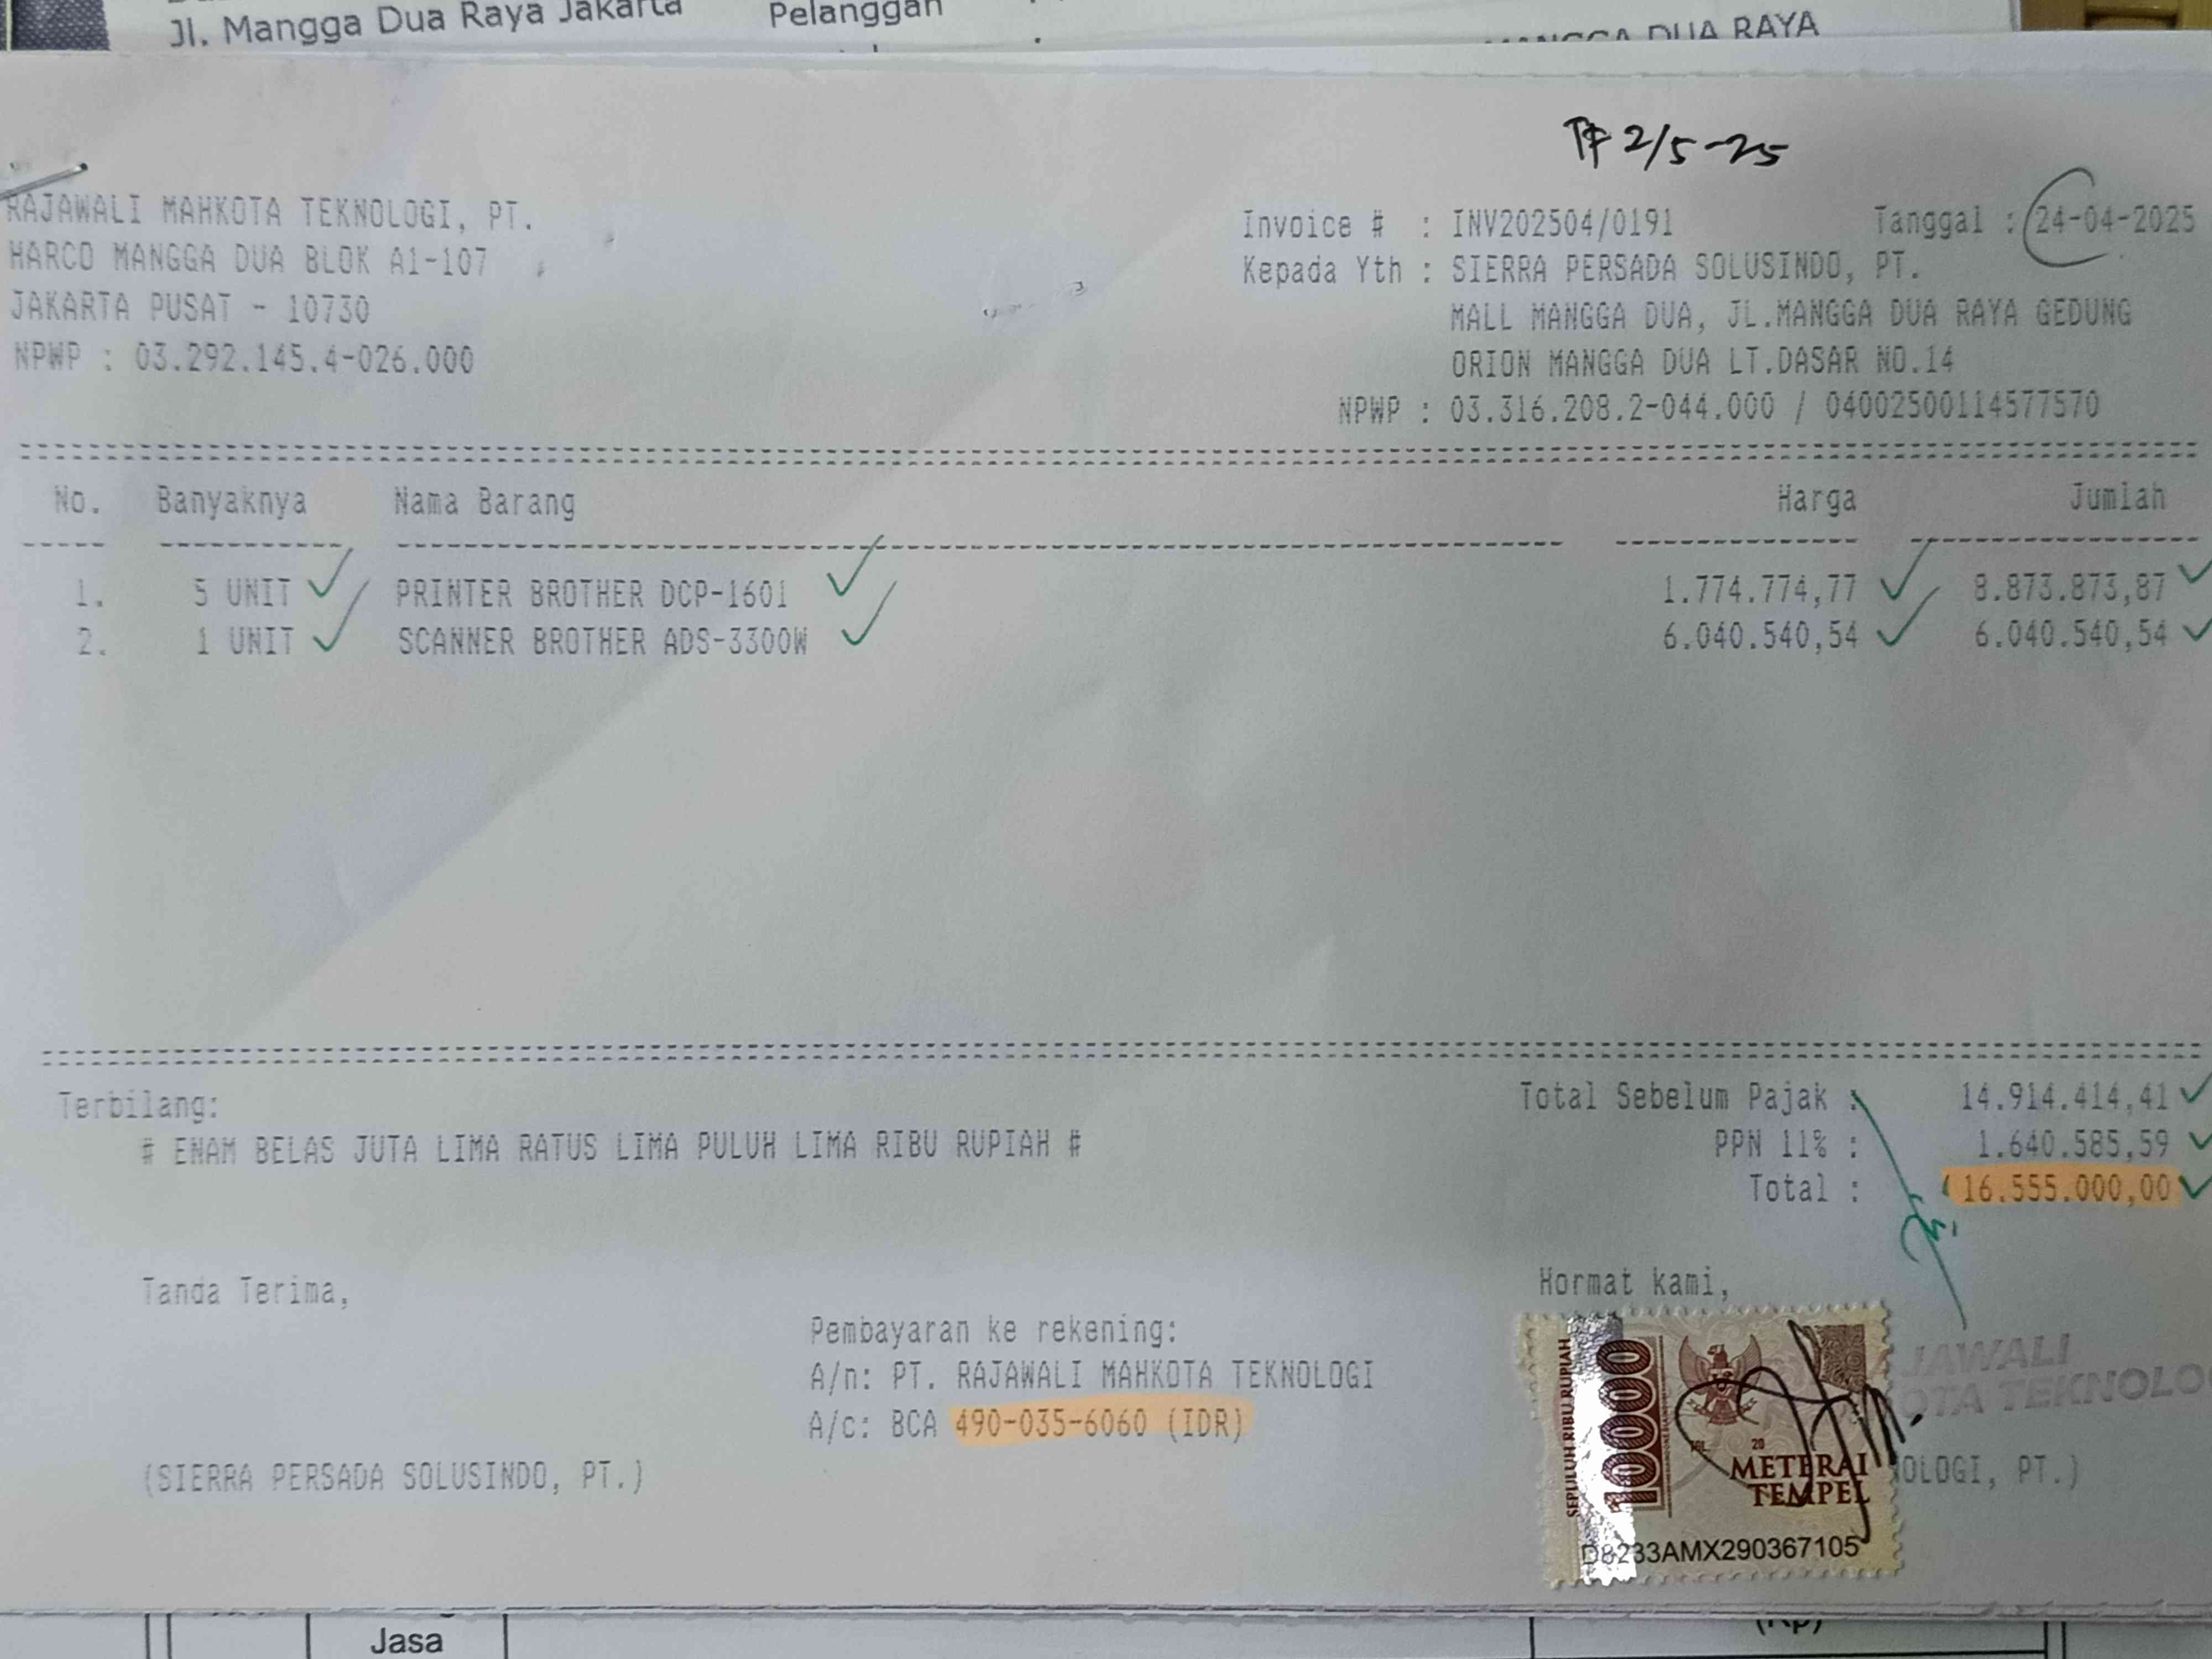 Jl. Mangga Dua Raya Jakarta
Pelanggan
DUA RAYA
2/5-25
RAJAWALI MAHKOTA TEKNOLOGI, PT.
HARCO MANGGA DUA BLOK A1-107
JAKARTA PUSAT - 10730
NPWP : 03.292.145.4-026.000
Invoice # : INV202504/0191 Tanggal : 24-04-2025
Kepada Yth : SIERRA PERSADA SOLUSINDO, PT.
MALL MANGGA DUA, JL.MANGGA DUA RAYA GEDUNG
ORION MANGGA DUA LT.DASAR NO.14
NPWP : 03.316.208.2-044.000 / 04002500114577570
No. Banyaknya Nama Barang Harga Jumlah
1. 5 UNIT PRINTER BROTHER DCP-1601 1.774.774,77 8.873.873,87
2. 1 UNIT SCANNER BROTHER ADS-3300W 6.040.540,54 6.040.540,54
Terbilang:
# ENAM BELAS JUTA LIMA RATUS LIMA PULUH LIMA RIBU RUPIAH #
Total Sebelum Pajak : 14.914.414,41
PPN 11% : 1.640.585,59
Total : 16.555.000,00
Tanda Terima,
Pembayaran ke rekening:
A/n: PT. RAJAWALI MAHKOTA TEKNOLOGI
A/c: BCA 490-035-6060 (IDR)
(SIERRA PERSADA SOLUSINDO, PT.)
Hormat kami,
SEPULUH RIBU RUPIAH
10000
TGL. 20
METERAI
TEMPEL
D8233AMX290367105
JAWALI
OTA TEKNOLO
NOLOGI, PT.)
Jasa
(Rp)